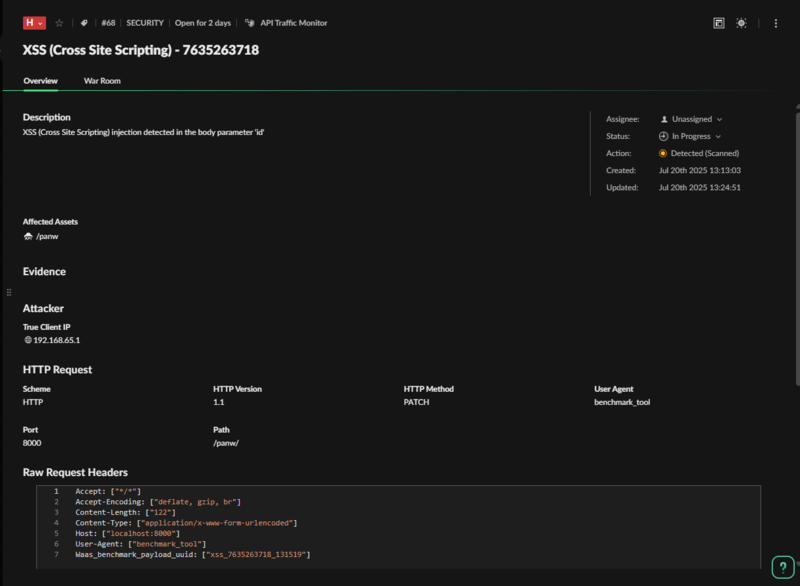 H #68 SECURITY Open for 2 days API Traffic Monitor
XSS (Cross Site Scripting) - 7635263718
Overview War Room
Description
XSS (Cross Site Scripting) injection detected in the body parameter 'id'
Assignee: Unassigned
Status: In Progress
Action: Detected (Scanned)
Created: Jul 20th 2025 13:13:03
Updated: Jul 20th 2025 13:24:51
Affected Assets
/panw
Evidence
Attacker
True Client IP
192.168.65.1
HTTP Request
Scheme HTTP Version HTTP Method User Agent
HTTP 1.1 PATCH benchmark_tool
Port Path
8000 /panw/
Raw Request Headers
1 Accept: ["*/*"]
2 Accept-Encoding: ["deflate, gzip, br"]
3 Content-Length: ["122"]
4 Content-Type: ["application/x-www-form-urlencoded"]
5 Host: ["localhost:8000"]
6 User-Agent: ["benchmark_tool"]
7 Waas_benchmark_payload_uuid: ["xss_7635263718_131519"]
?